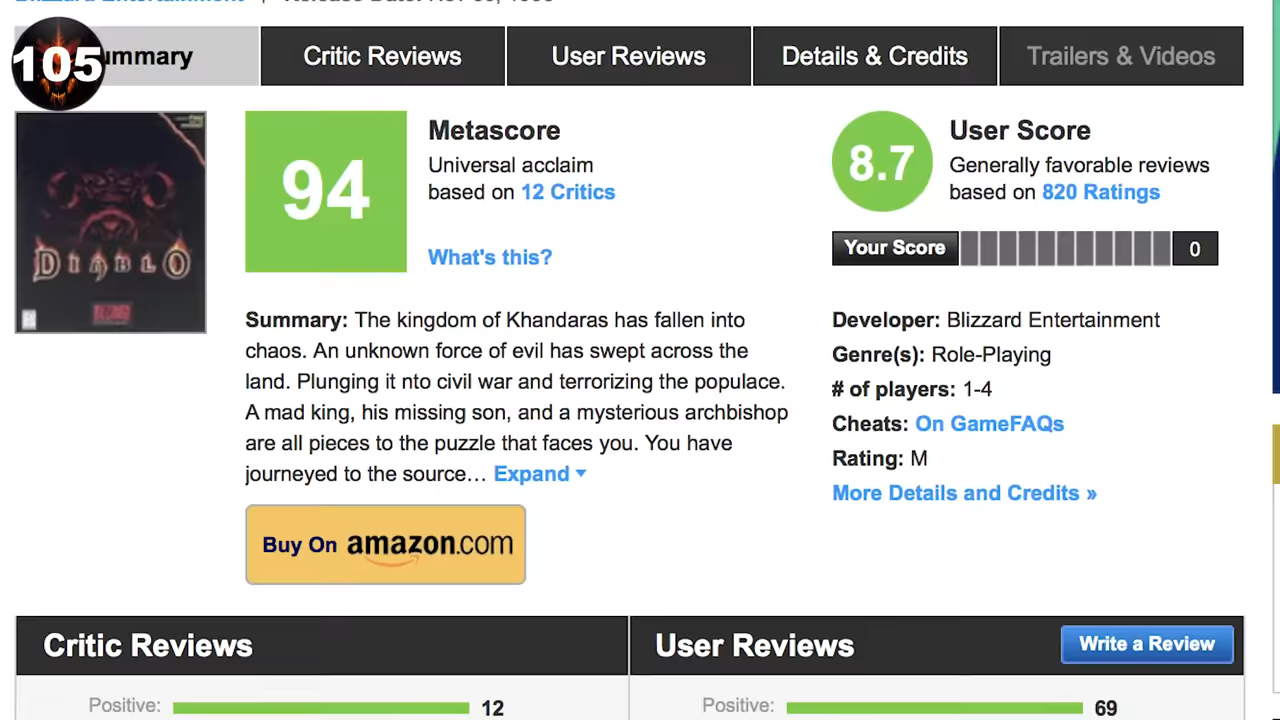 105
ummary
Critic Reviews
User Reviews
Details & Credits
Trailers & Videos
DIABLO
94
Metascore
Universal acclaim
based on 12 Critics
What's this?
8.7
User Score
Generally favorable reviews
based on 820 Ratings
Your Score
0
Summary: The kingdom of Khandaras has fallen into
chaos. An unknown force of evil has swept across the
land. Plunging it nto civil war and terrorizing the populace.
A mad king, his missing son, and a mysterious archbishop
are all pieces to the puzzle that faces you. You have
journeyed to the source… Expand
Buy On amazon.com
Developer: Blizzard Entertainment
Genre(s): Role-Playing
# of players: 1-4
Cheats: On GameFAQs
Rating: M
More Details and Credits »
Critic Reviews
Positive: 12
User Reviews
Write a Review
Positive: 69